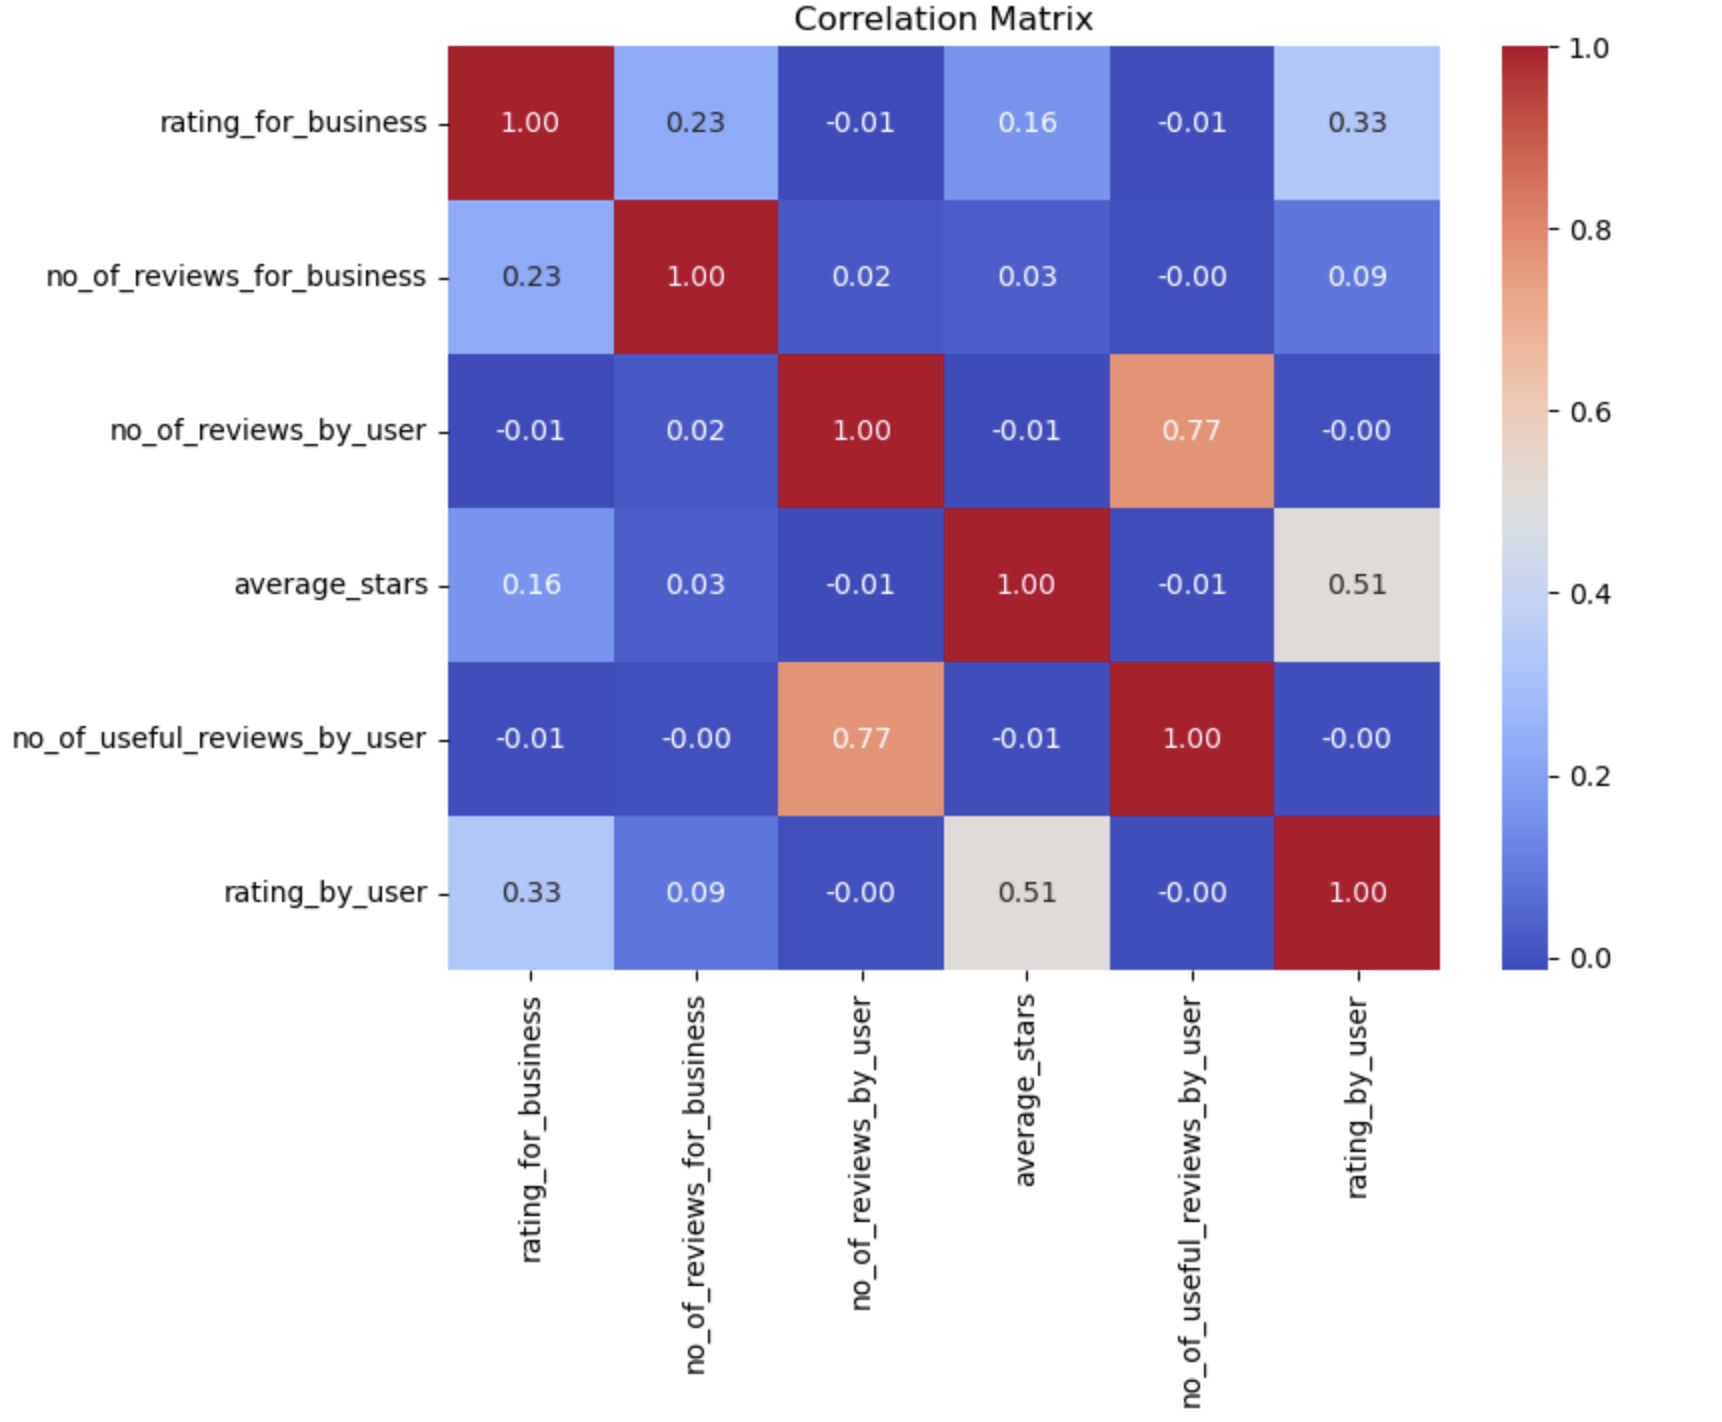 Correlation Matrix
rating_for_business 1.00 0.23 -0.01 0.16 -0.01 0.33
no_of_reviews_for_business 0.23 1.00 0.02 0.03 -0.00 0.09
no_of_reviews_by_user -0.01 0.02 1.00 -0.01 0.77 -0.00
average_stars 0.16 0.03 -0.01 1.00 -0.01 0.51
no_of_useful_reviews_by_user -0.01 -0.00 0.77 -0.01 1.00 -0.00
rating_by_user 0.33 0.09 -0.00 0.51 -0.00 1.00
rating_for_business
no_of_reviews_for_business
no_of_reviews_by_user
average_stars
no_of_useful_reviews_by_user
rating_by_user
1.0
0.8
0.6
0.4
0.2
0.0